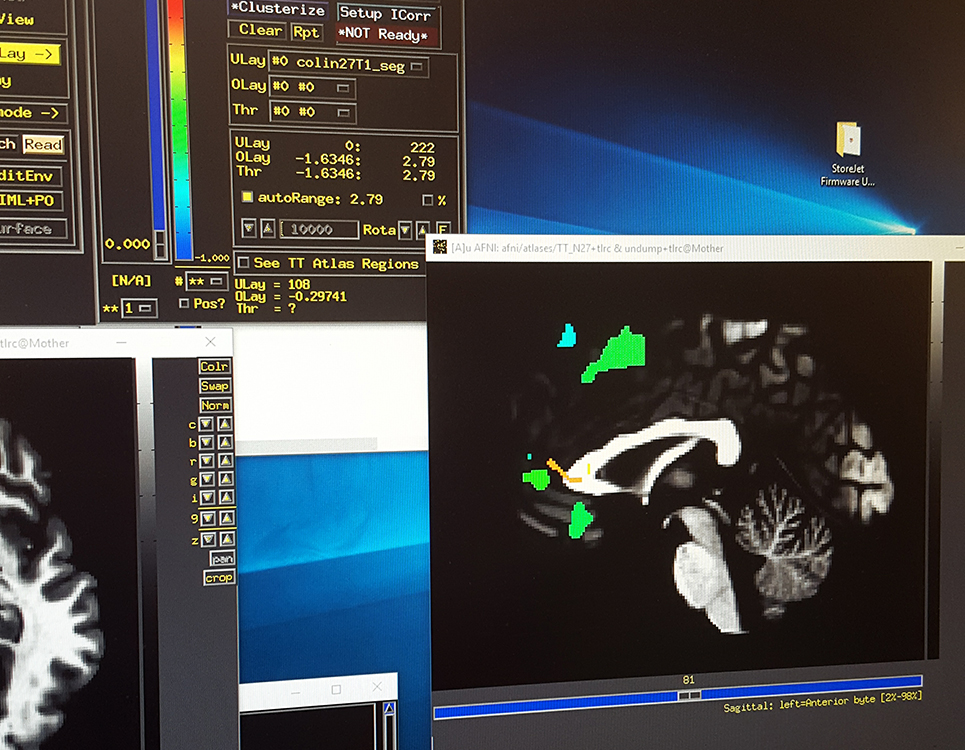 View
*Clusterize
Setup ICorr
Lay ->
Clear Rpt
*NOT Ready*
ULay #0 colin27T1_seg
OLay #0 #0
mode ->
Thr #0 #0
Read
ULay 0: 222
OLay -1.6346: 2.79
Thr -1.6346: 2.79
ditEnv
IML+PO
autoRange: 2.79 %
urface
10000 Rota F
0.000
-1.000
See TT Atlas Regions
[N/A]
# **
ULay = 108
OLay = -0.29741
Thr = ?
** 1
Pos?
StoreJet
Firmware U...
[A]u AFNI: afni/atlases/TT_N27+tlrc & undump+tlrc@Mother
tlrc@Mother
Colr
Swap
Norm
c
b
r
g
i
9
z
pan
crop
81
Sagittal: left=Anterior byte [2%-98%]